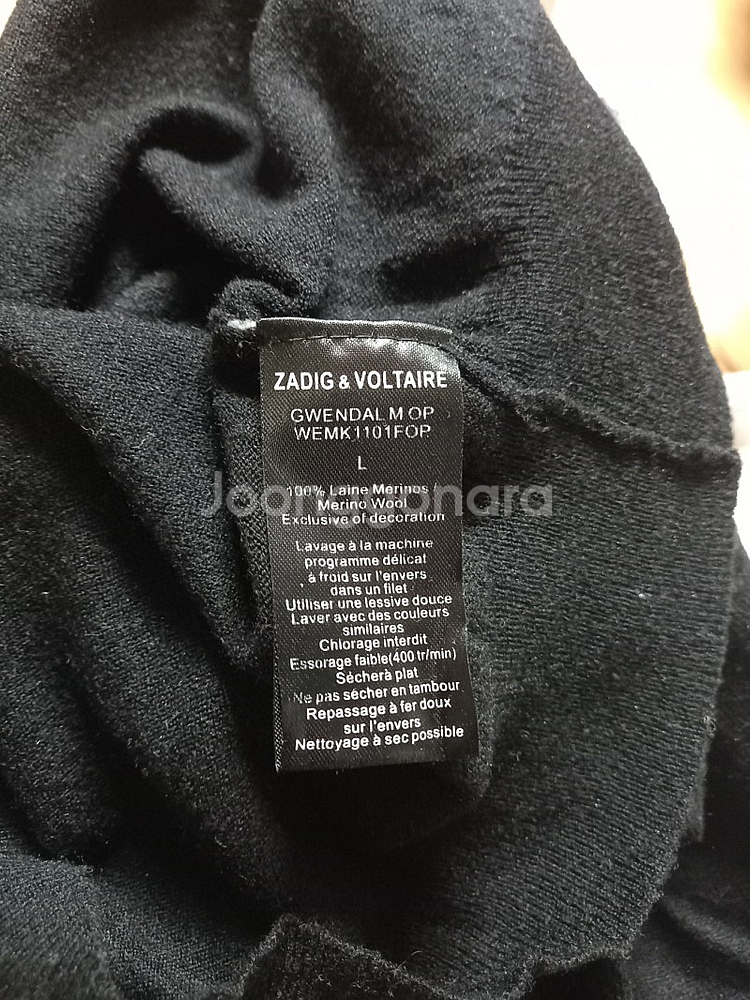 ZADIG & VOLTAIRE
GWENDAL M OP
WEMK1101FOP
L
100% Laine Merinos /
Merino Wool
Exclusive of decoration
Lavage à la machine
programme délicat
à froid sur l'envers
dans un filet
Utiliser une lessive douce
Laver avec des couleurs
similaires
Chlorage interdit
Essorage faible(400 tr/min)
Sécherà plat
Ne pas sécher en tambour
Repassage à fer doux
sur l'envers
Nettoyage à sec possible